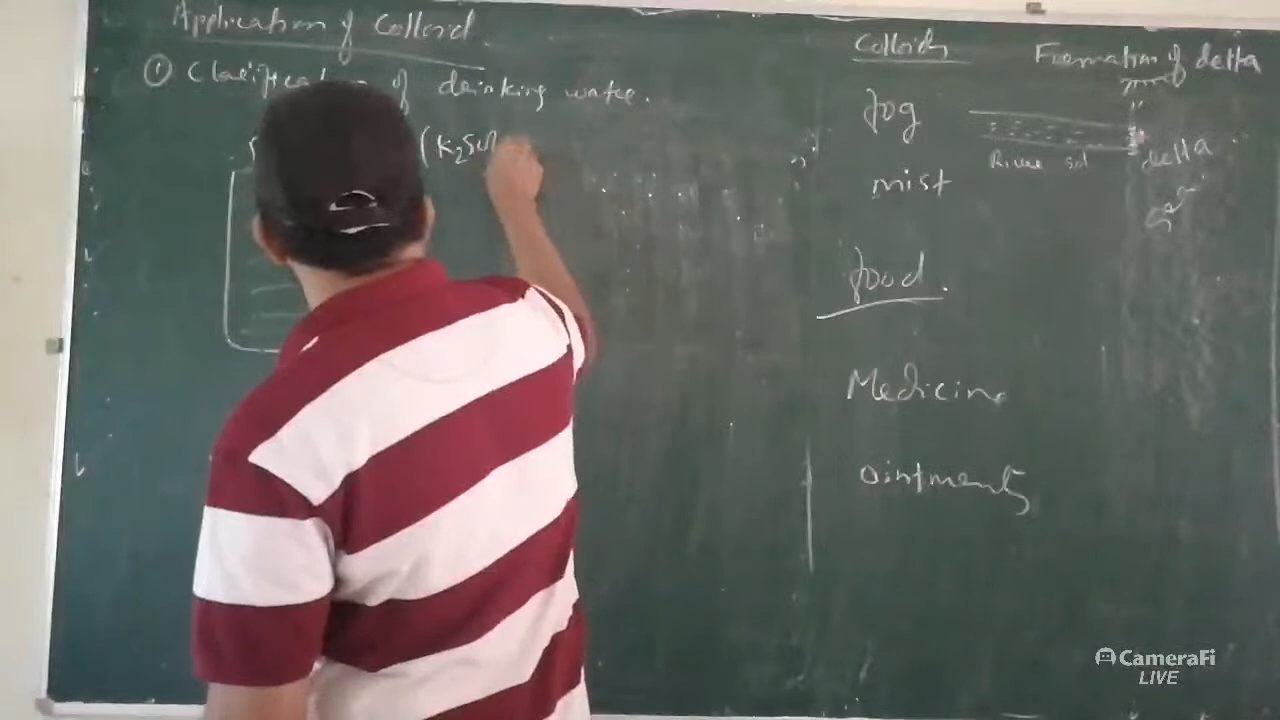 Application of Colloid
① Clarification of drinking water.
(K₂SO
Colloids
fog
mist
food.
Medicine
ointments
Formation of delta
River sol
delta
Sea
CameraFi
LIVE